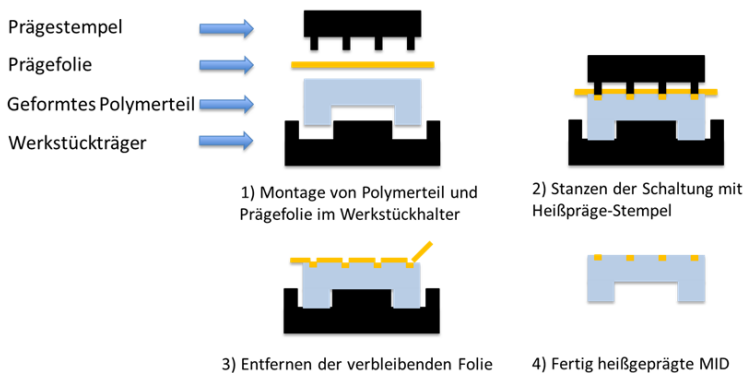 Prägestempel
Prägefolie
Geformtes Polymerteil
Werkstückträger
1) Montage von Polymerteil und
Prägefolie im Werkstückhalter
2) Stanzen der Schaltung mit
Heißpräge-Stempel
3) Entfernen der verbleibenden Folie
4) Fertig heißgeprägte MID